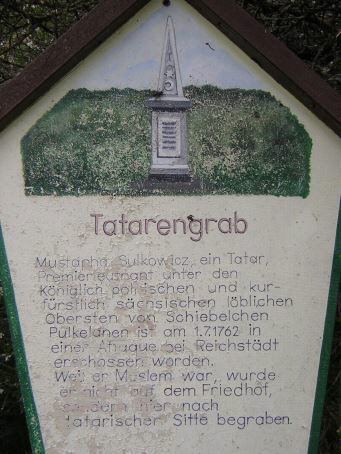 Tatarengrab
Mustapha Sulkowicz, ein Tatar,
Premierleutnant unter den
Königlich polnischen und kur-
fürstlich sächsischen löblichen
Obersten von Schiebelchen
Pulkelanen ist am 1.7.1762 in
einer Attaque bei Reichstädt
erschossen worden.
Weil er Moslem war, wurde
er nicht auf dem Friedhof,
sondern hier nach
tatarischer Sitte begraben.